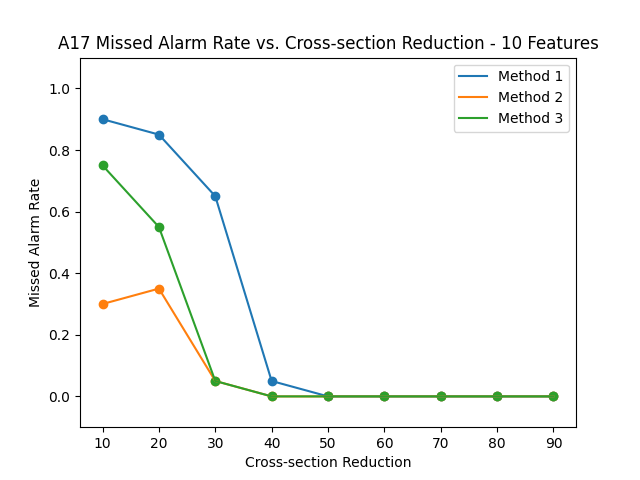 A17 Missed Alarm Rate vs. Cross-section Reduction - 10 Features
Method 1
Method 2
Method 3
Missed Alarm Rate
1.0
0.8
0.6
0.4
0.2
0.0
10 20 30 40 50 60 70 80 90
Cross-section Reduction